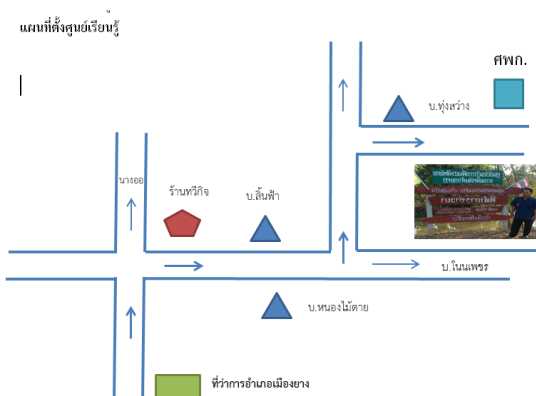 แผนที่ตั้งศูนย์เรียนรู้
ศพก.
บ.ทุ่งสว่าง
นางออ
ร้านทวีกิจ
บ.ลิ้นฟ้า
บ.โนนเพชร
บ.หนองไม้ตาย
ที่ว่าการอำเภอเมืองยาง